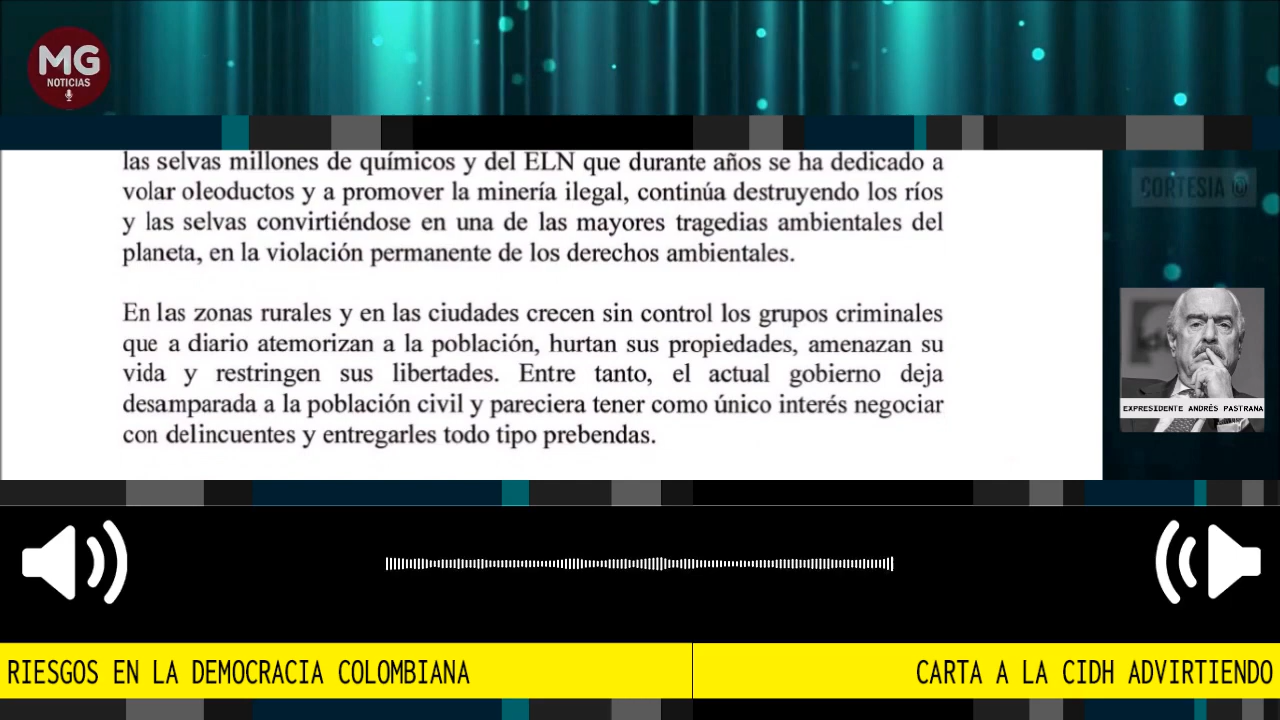 MG
NOTICIAS
las selvas millones de químicos y del ELN que durante años se ha dedicado a
volar oleoductos y a promover la minería ilegal, continúa destruyendo los ríos
y las selvas convirtiéndose en una de las mayores tragedias ambientales del
planeta, en la violación permanente de los derechos ambientales.
En las zonas rurales y en las ciudades crecen sin control los grupos criminales
que a diario atemorizan a la población, hurtan sus propiedades, amenazan su
vida y restringen sus libertades. Entre tanto, el actual gobierno deja
desamparada a la población civil y pareciera tener como único interés negociar
con delincuentes y entregarles todo tipo prebendas.
CORTESIA @
EXPRESIDENTE ANDRÉS PASTRANA
RIESGOS EN LA DEMOCRACIA COLOMBIANA
CARTA A LA CIDH ADVIRTIENDO